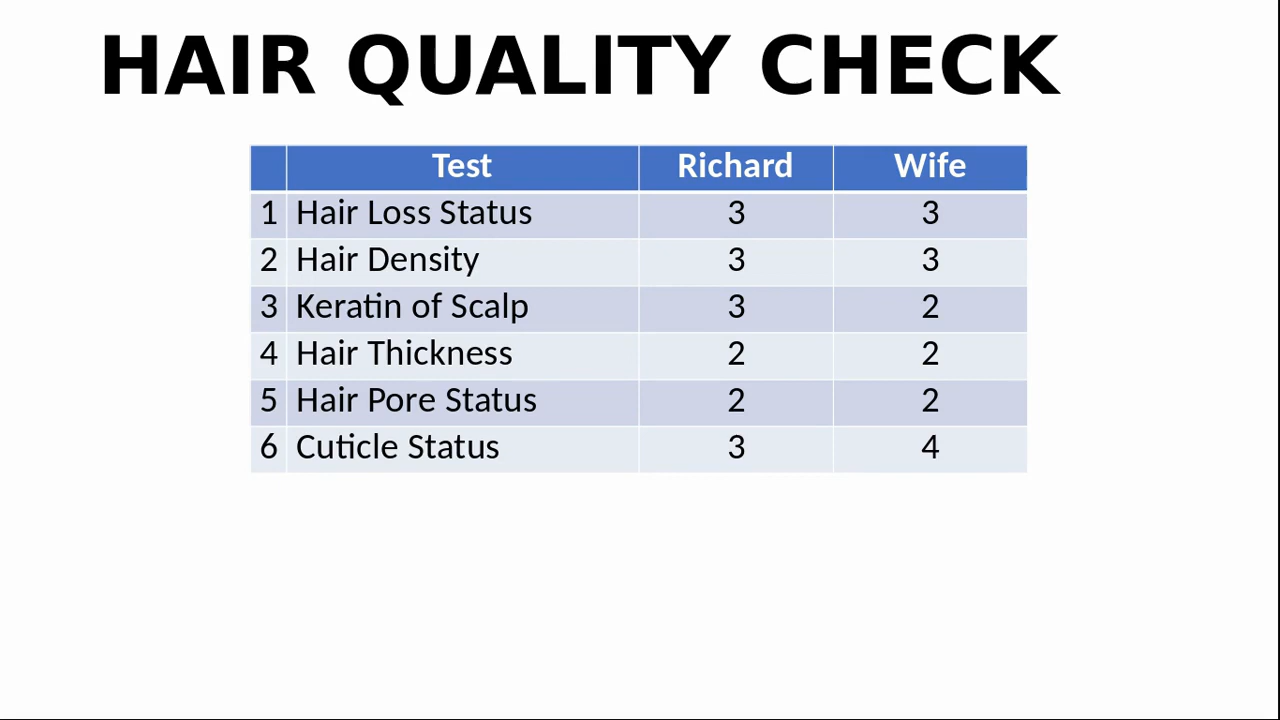 HAIR QUALITY CHECK
Test Richard Wife
1 Hair Loss Status 3 3
2 Hair Density 3 3
3 Keratin of Scalp 3 2
4 Hair Thickness 2 2
5 Hair Pore Status 2 2
6 Cuticle Status 3 4